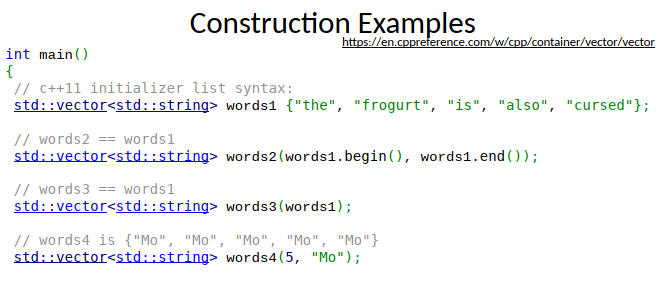 Construction Examples
https://en.cppreference.com/w/cpp/container/vector/vector
int main()
{
// c++11 initializer list syntax:
std::vector<std::string> words1 {"the", "frogurt", "is", "also", "cursed"};
// words2 == words1
std::vector<std::string> words2(words1.begin(), words1.end());
// words3 == words1
std::vector<std::string> words3(words1);
// words4 is {"Mo", "Mo", "Mo", "Mo", "Mo"}
std::vector<std::string> words4(5, "Mo");